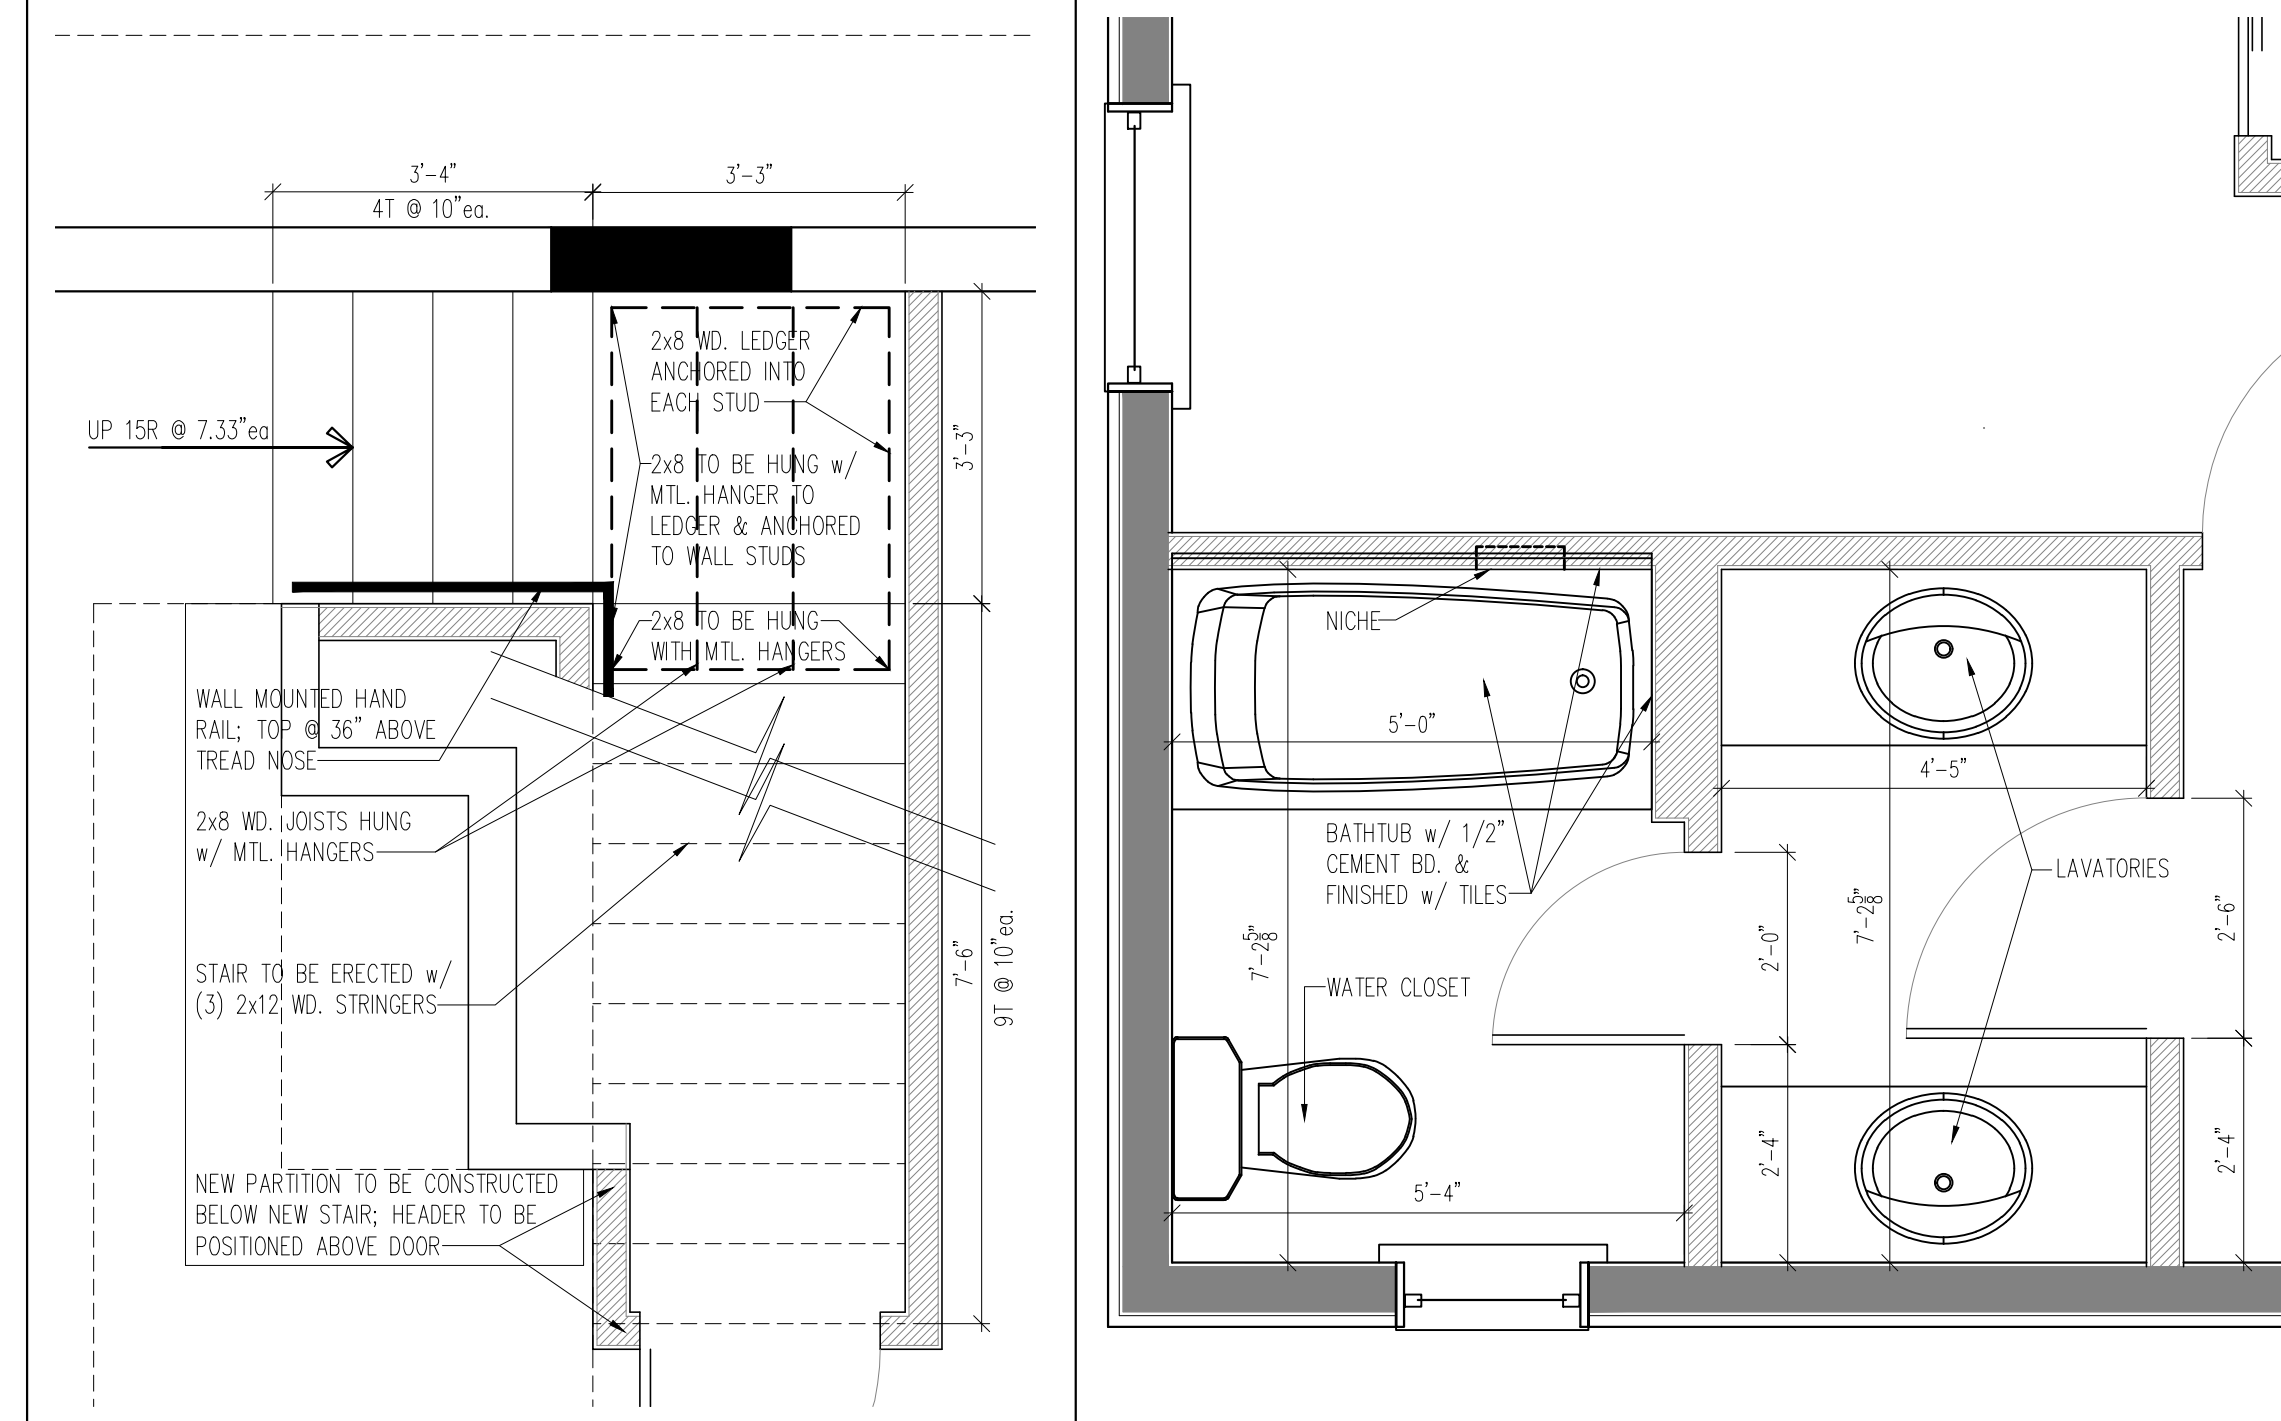 3'-4"
4T @ 10"ea.
3'-3"
UP 15R @ 7.33"ea
2x8 WD. LEDGER
ANCHORED INTO
EACH STUD
2x8 TO BE HUNG w/
MTL. HANGER TO
LEDGER & ANCHORED
TO WALL STUDS
2x8 TO BE HUNG
WITH MTL. HANGERS
3'-3"
WALL MOUNTED HAND
RAIL; TOP @ 36" ABOVE
TREAD NOSE
2x8 WD. JOISTS HUNG
w/ MTL. HANGERS
STAIR TO BE ERECTED w/
(3) 2x12 WD. STRINGERS
7'-6"
9T @ 10"ea.
NEW PARTITION TO BE CONSTRUCTED
BELOW NEW STAIR; HEADER TO BE
POSITIONED ABOVE DOOR
NICHE
5'-0"
4'-5"
BATHTUB w/ 1/2"
CEMENT BD. &
FINISHED w/ TILES
LAVATORIES
7'-2 5/8"
2'-0"
7'-2 5/8"
2'-6"
WATER CLOSET
2'-4"
2'-4"
5'-4"